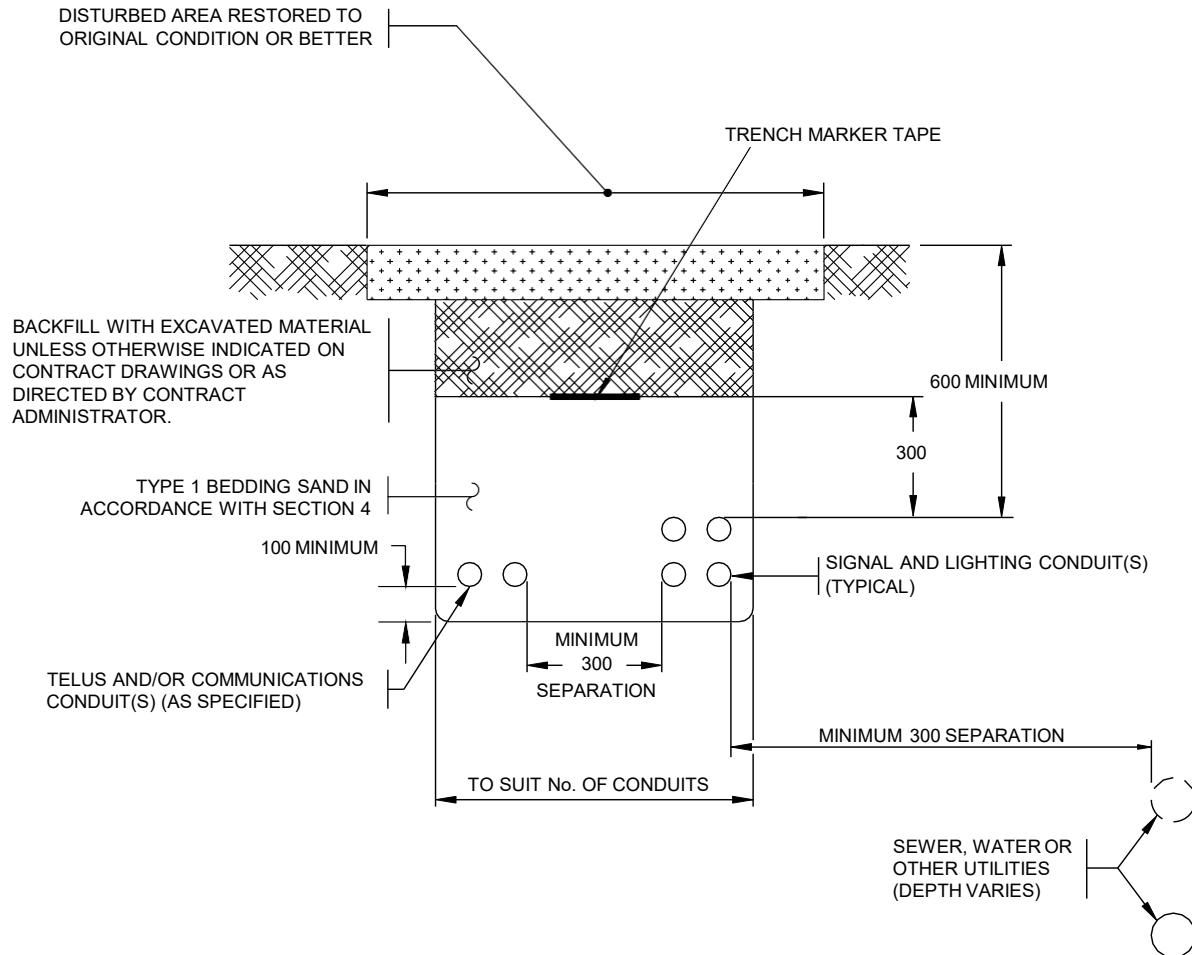 DISTURBED AREA RESTORED TO
ORIGINAL CONDITION OR BETTER
TRENCH MARKER TAPE
BACKFILL WITH EXCAVATED MATERIAL
UNLESS OTHERWISE INDICATED ON
CONTRACT DRAWINGS OR AS
DIRECTED BY CONTRACT
ADMINISTRATOR.
600 MINIMUM
300
TYPE 1 BEDDING SAND IN
ACCORDANCE WITH SECTION 4
100 MINIMUM
SIGNAL AND LIGHTING CONDUIT(S)
(TYPICAL)
MINIMUM
300
SEPARATION
TELUS AND/OR COMMUNICATIONS
CONDUIT(S) (AS SPECIFIED)
MINIMUM 300 SEPARATION
TO SUIT No. OF CONDUITS
SEWER, WATER OR
OTHER UTILITIES
(DEPTH VARIES)